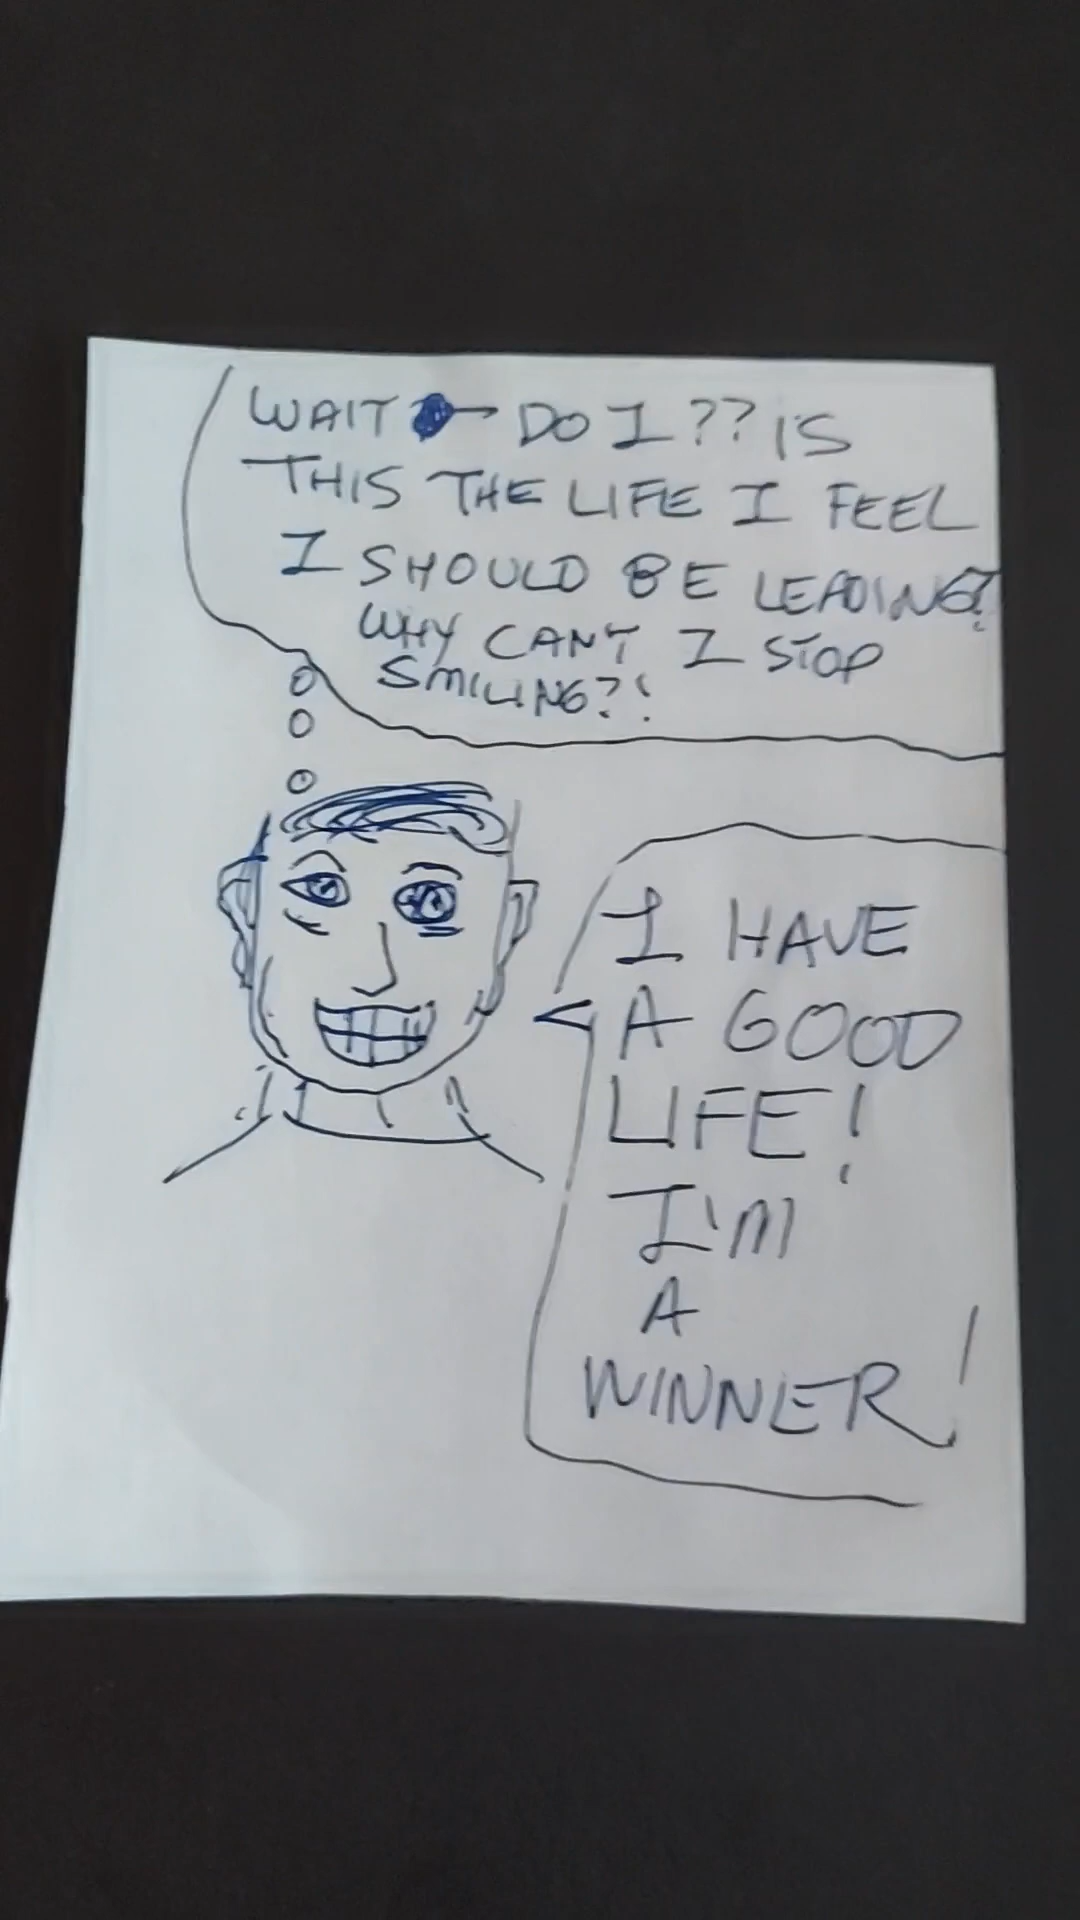 WAIT - DO I?? IS
THIS THE LIFE I FEEL
I SHOULD BE LEADING?
WHY CANT I STOP
SMILING?!
I HAVE
A GOOD
LIFE!
I'M
A
WINNER!